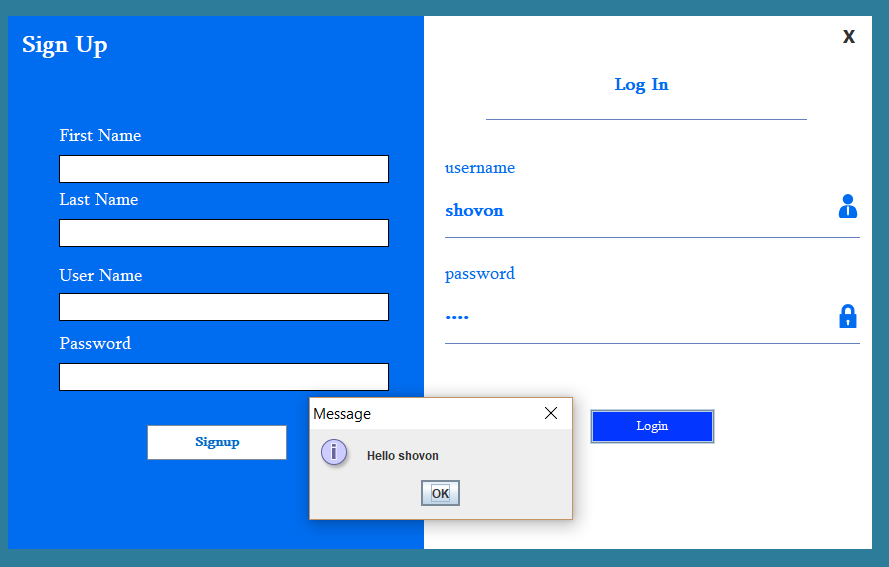 Sign Up
First Name
Last Name
User Name
Password
Signup
X
Log In
username
shovon
password
....
Login
Message
i
Hello shovon
OK